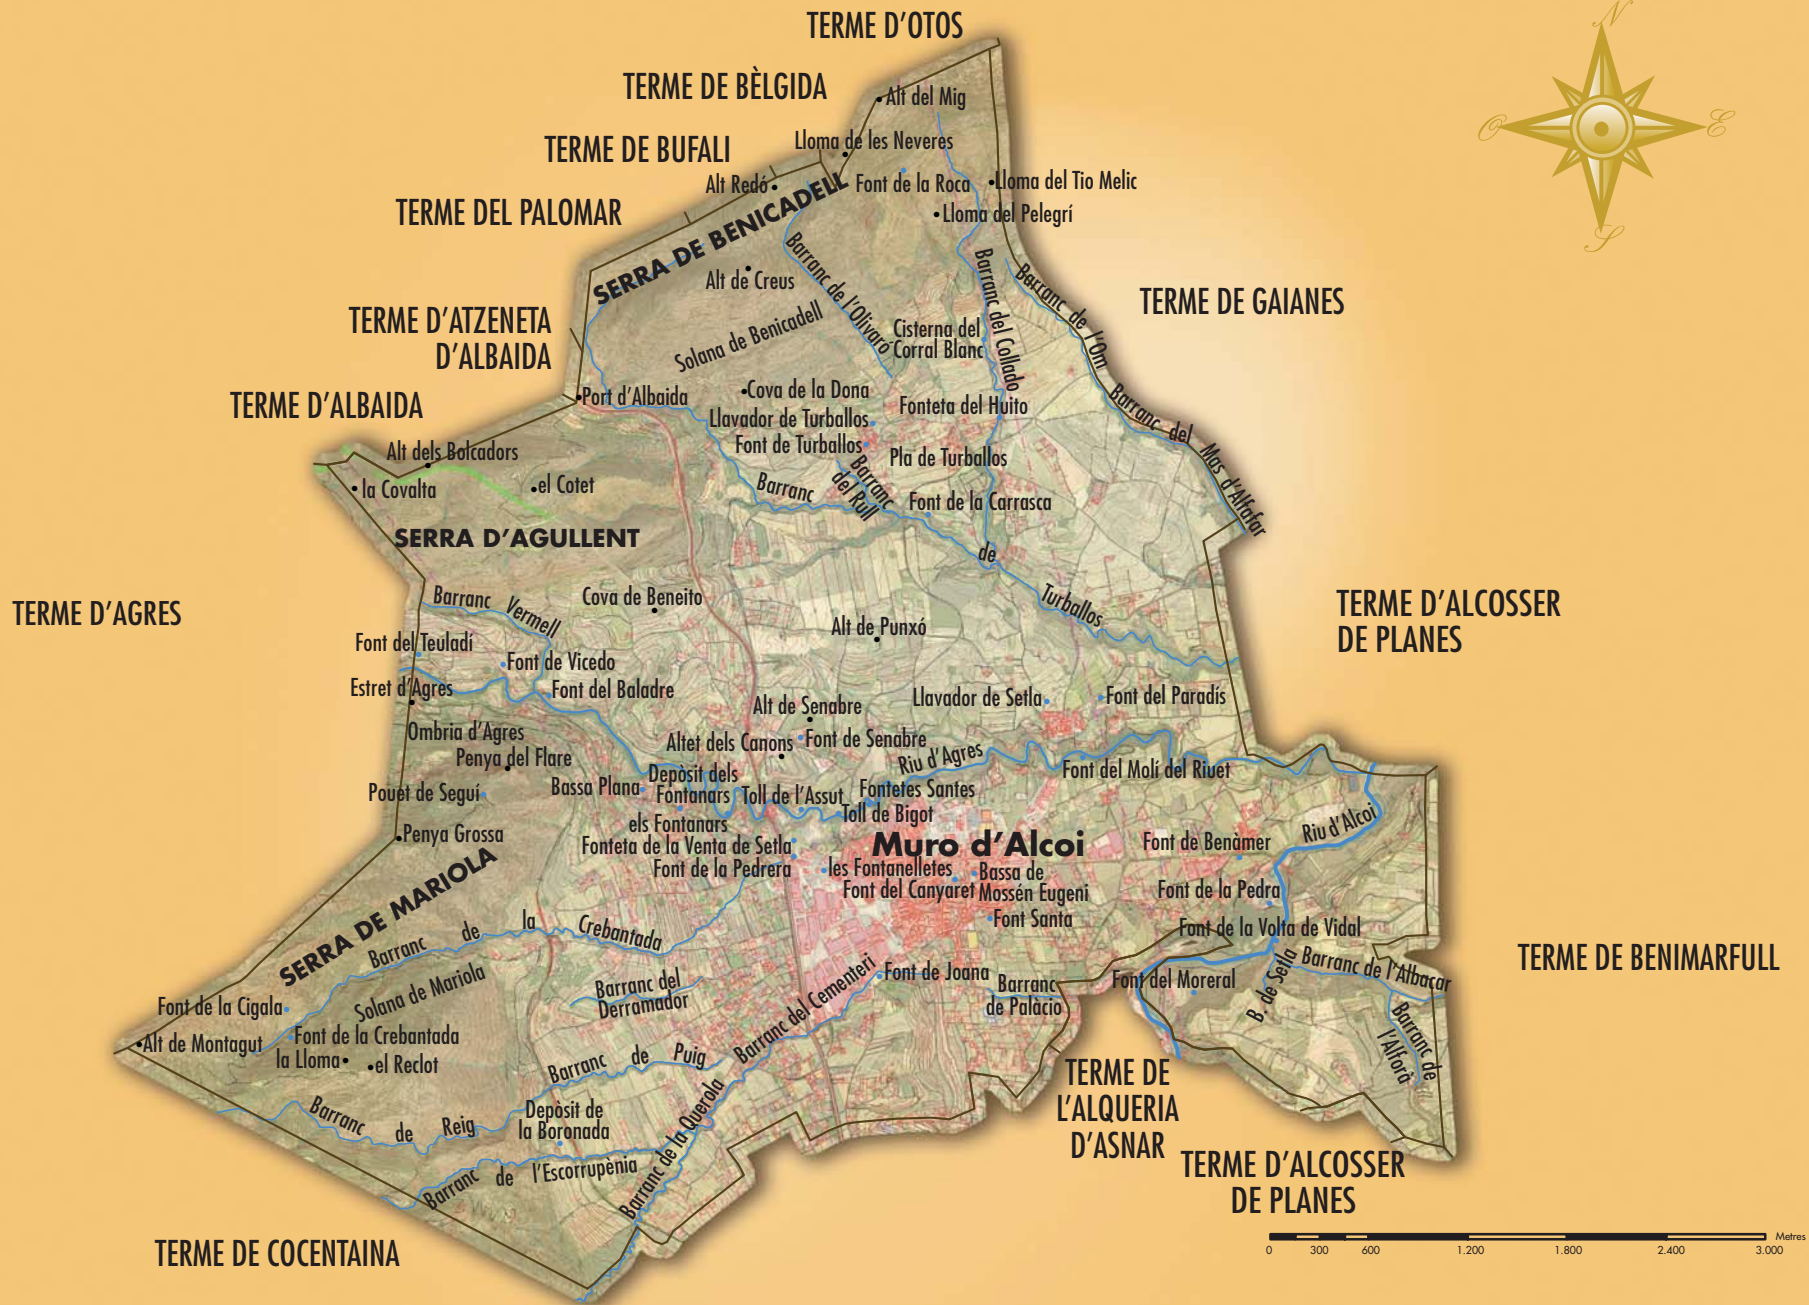 TERME D'OTOS
N
TERME DE BÈLGIDA
Alt del Mig
O
E
TERME DE BUFALI
Lloma de les Neveres
Alt Redó
Font de la Roca
Lloma del Tio Melic
TERME DEL PALOMAR
Lloma del Pelegrí
S
SERRA DE BENICADELL
Alt de Creus
Barranc de l'Olivaró
Barranc del Collado
Barranc de l'Om
TERME DE GAIANES
TERME D'ATZENETA
D'ALBAIDA
Solana de Benicadell
Cisterna del
Corral Blanc
Port d'Albaida
Cova de la Dona
TERME D'ALBAIDA
Llavador de Turballos
Fonteta del Huito
Barranc del Mas d'Alfafar
Font de Turballos
Alt dels Bolcadors
Pla de Turballos
la Covalta
el Cotet
Barranc de Turballos
Barranc
del Rull
Font de la Carrasca
SERRA D'AGULLENT
TERME D'AGRES
Barranc Vermell
Cova de Beneito
Alt de Punxó
TERME D'ALCOSSER
DE PLANES
Font del Teuladí
Font de Vicedo
Estret d'Agres
Font del Baladre
Llavador de Setla
Font del Paradís
Alt de Senabre
Ombria d'Agres
Altet dels Canons
Font de Senabre
Riu d'Agres
Penya del Flare
Font del Molí del Riuet
Pouet de Seguí
Bassa Plana
Depòsit dels
Fontanars
Toll de l'Assut
Fontetes Santes
Toll de Bigot
els Fontanars
Penya Grossa
Fonteta de la Venta de Setla
Muro d'Alcoi
Font de Benàmer
Riu d'Alcoi
Font de la Pedrera
les Fontanelletes
Bassa de
Mossén Eugeni
Font del Canyaret
Font de la Pedra
SERRA DE MARIOLA
Font Santa
Font de la Volta de Vidal
Barranc de la Crebantada
TERME DE BENIMARFULL
Solana de Mariola
Barranc del
Derramador
Barranc del Cementeri
Font de Joana
Barranc
de Palàcio
Font del Moreral
B. de Setla
Barranc de l'Albacar
Font de la Cigala
Barranc de
l'Alforà
Alt de Montagut
Font de la Crebantada
la Lloma
el Reclot
Barranc de Puig
TERME DE
L'ALQUERIA
D'ASNAR
Barranc de Reig
Depòsit de
la Boronada
Barranc de la Querola
Barranc de l'Escorrupènia
TERME D'ALCOSSER
DE PLANES
TERME DE COCENTAINA
Metres
0 300 600 1.200 1.800 2.400 3.000